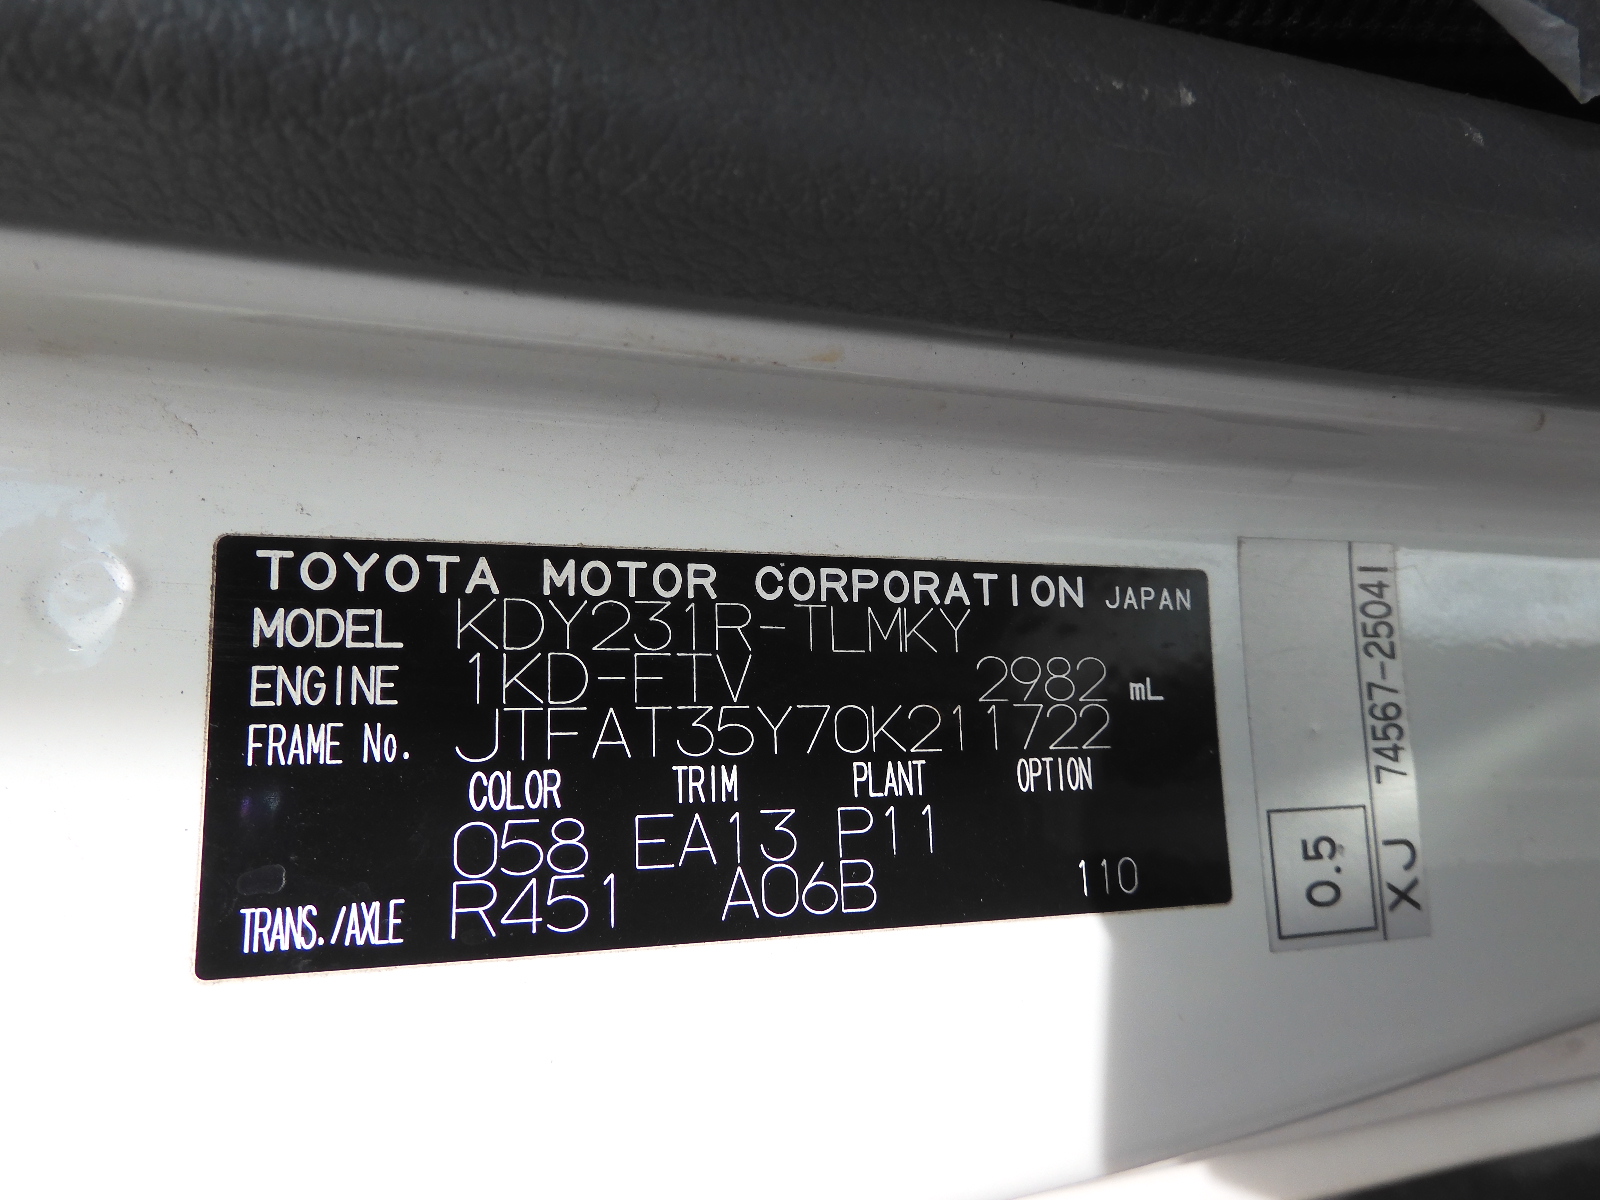 TOYOTA MOTOR CORPORATION JAPAN
MODEL KDY231R-TLMKY
ENGINE 1KD-FTV 2982 mL
FRAME No. JTFAT35Y70K211722
COLOR TRIM PLANT OPTION
058 EA13 P11
TRANS./AXLE R451 A06B 110
74567-25041
XJ
0.5